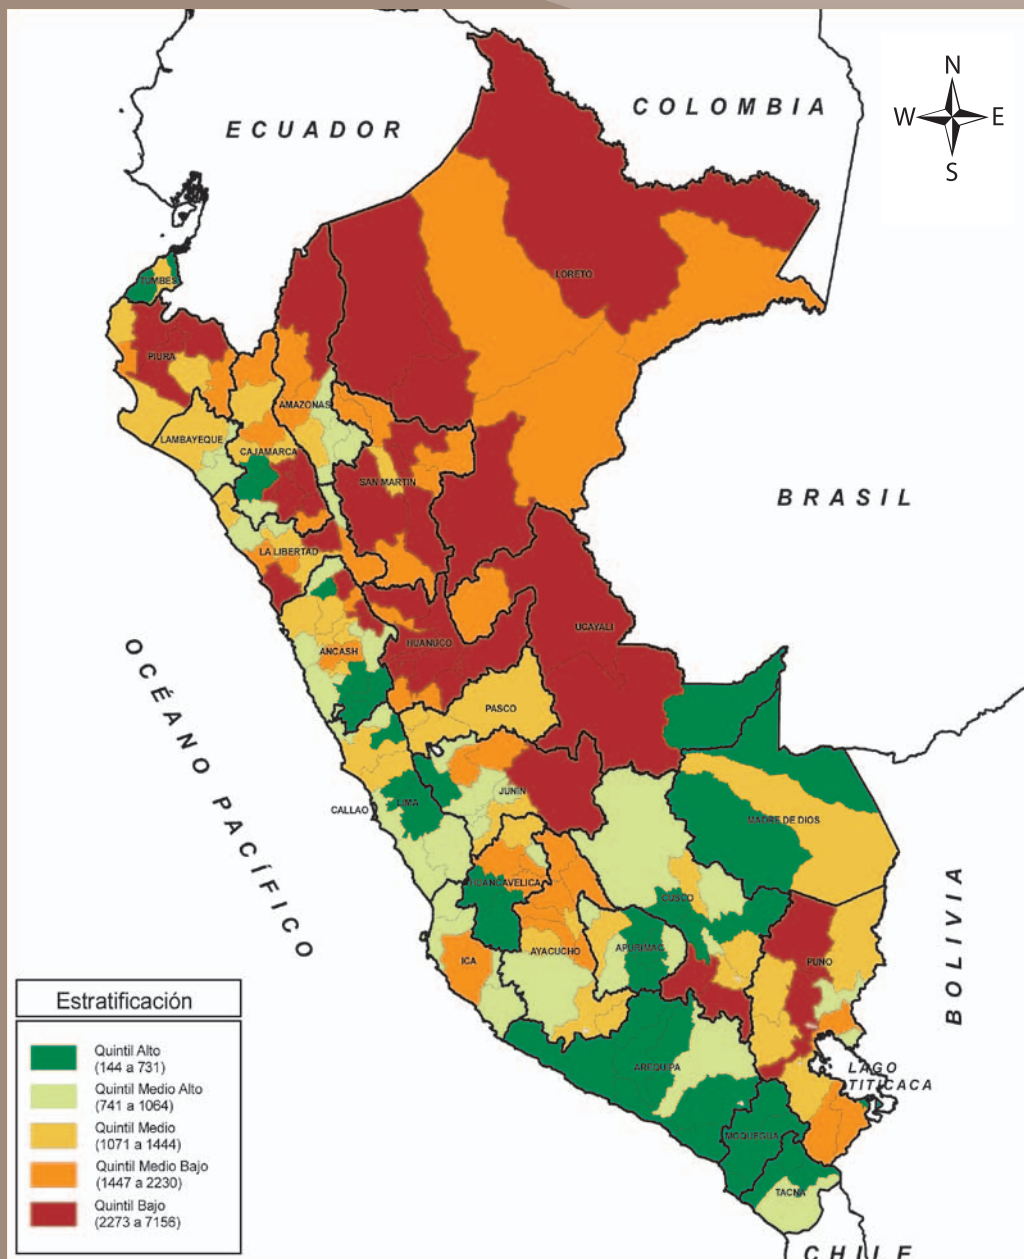 N
W E
S
COLOMBIA
ECUADOR
TUMBES
LORETO
PIURA
AMAZONAS
LAMBAYEQUE
CAJAMARCA
SAN MARTIN
BRASIL
LA LIBERTAD
UCAYALI
HUANUCO
ANCASH
OCÉANO PACÍFICO
PASCO
JUNIN
LIMA
CALLAO
MADRE DE DIOS
HUANCAVELICA
CUSCO
BOLIVIA
AYACUCHO
APURIMAC
ICA
PUNO
AREQUIPA
LAGO
TITICACA
MOQUEGUA
TACNA
CHILE
Estratificación
Quintil Alto
(144 a 731)
Quintil Medio Alto
(741 a 1064)
Quintil Medio
(1071 a 1444)
Quintil Medio Bajo
(1447 a 2230)
Quintil Bajo
(2273 a 7156)